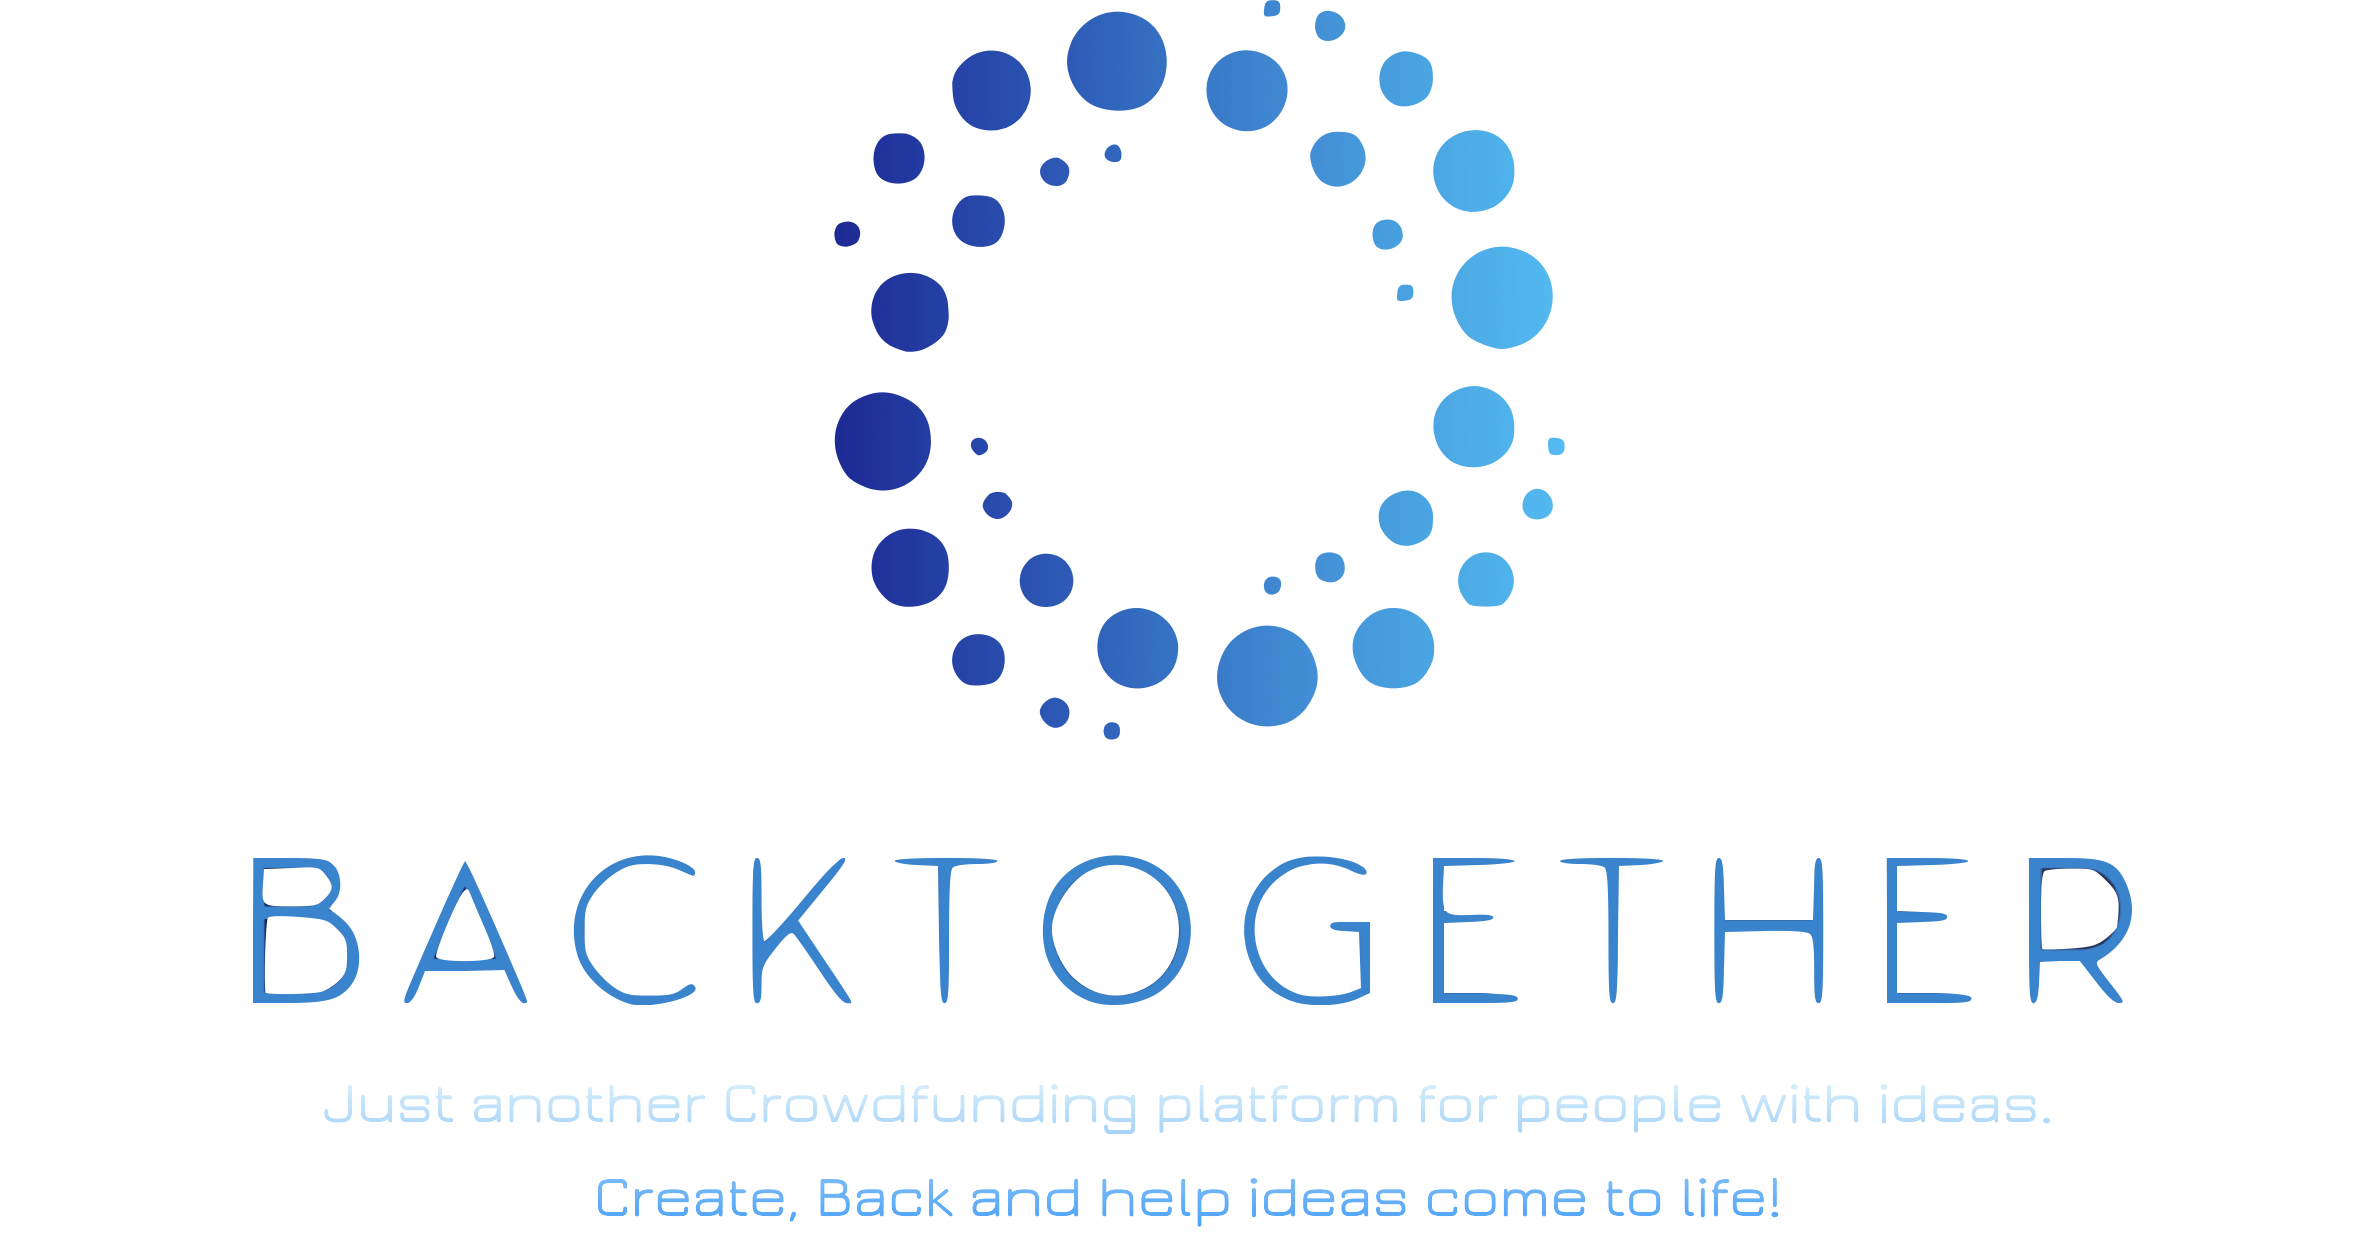 BACKTOGETHER
Just another Crowdfunding platform for people with ideas.
Create, Back and help ideas come to life!